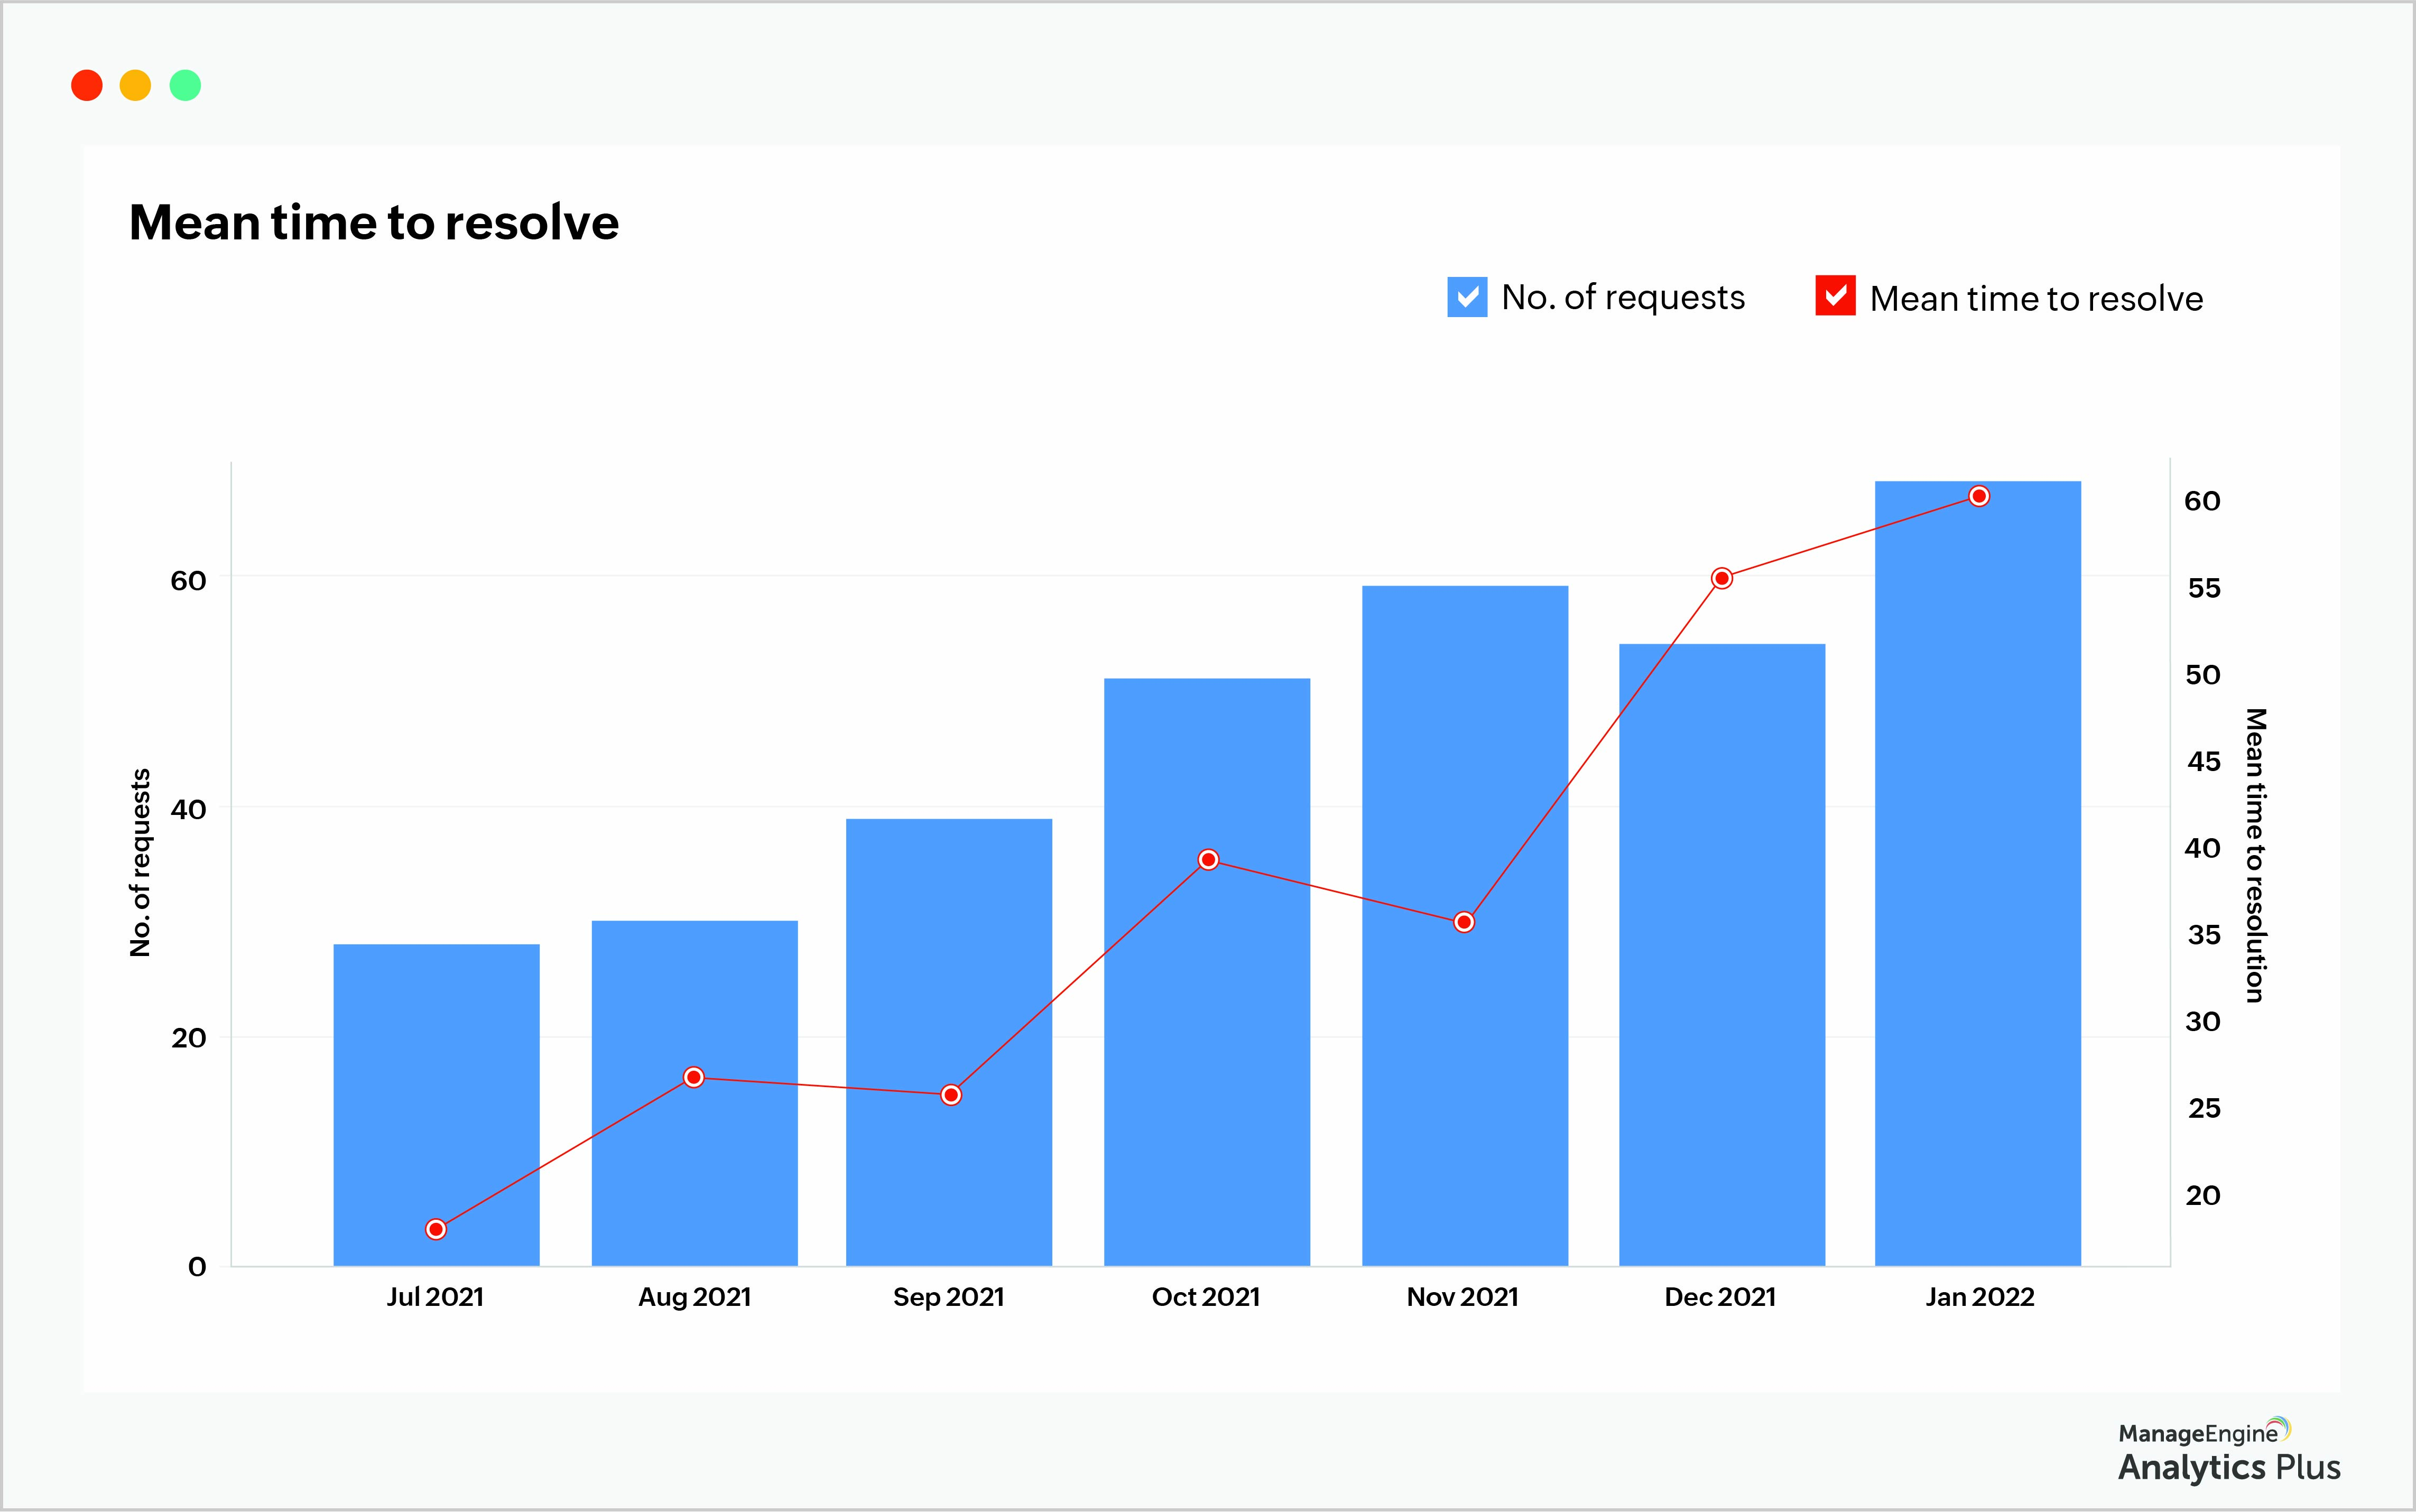 Mean time to resolve
No. of requests
Mean time to resolve
No. of requests
60
40
20
0
60
55
50
45
40
35
30
25
20
Mean time to resolution
Jul 2021
Aug 2021
Sep 2021
Oct 2021
Nov 2021
Dec 2021
Jan 2022
ManageEngine
Analytics Plus